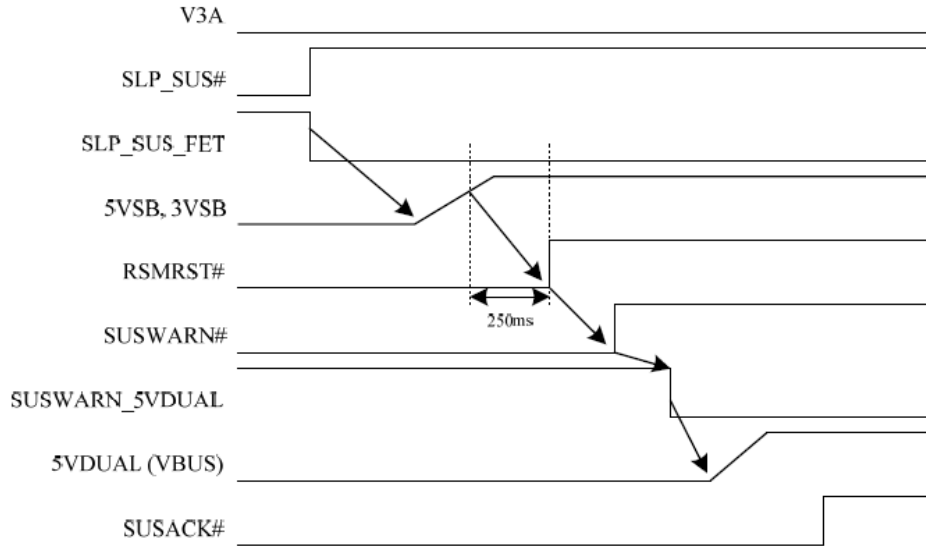 V3A
SLP_SUS#
SLP_SUS_FET
5VSB, 3VSB
RSMRST#
250ms
SUSWARN#
SUSWARN_5VDUAL
5VDUAL (VBUS)
SUSACK#